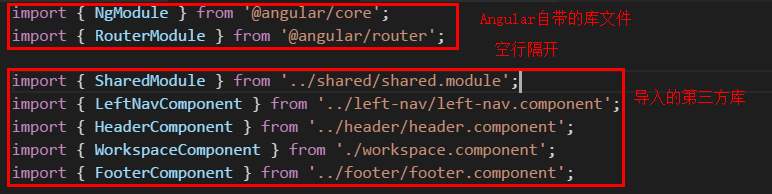 import { NgModule } from '@angular/core';
import { RouterModule } from '@angular/router';
Angular自带的库文件
空行隔开
import { SharedModule } from '../shared/shared.module';
import { LeftNavComponent } from '../left-nav/left-nav.component';
import { HeaderComponent } from '../header/header.component';
import { WorkspaceComponent } from './workspace.component';
import { FooterComponent } from '../footer/footer.component';
导入的第三方库